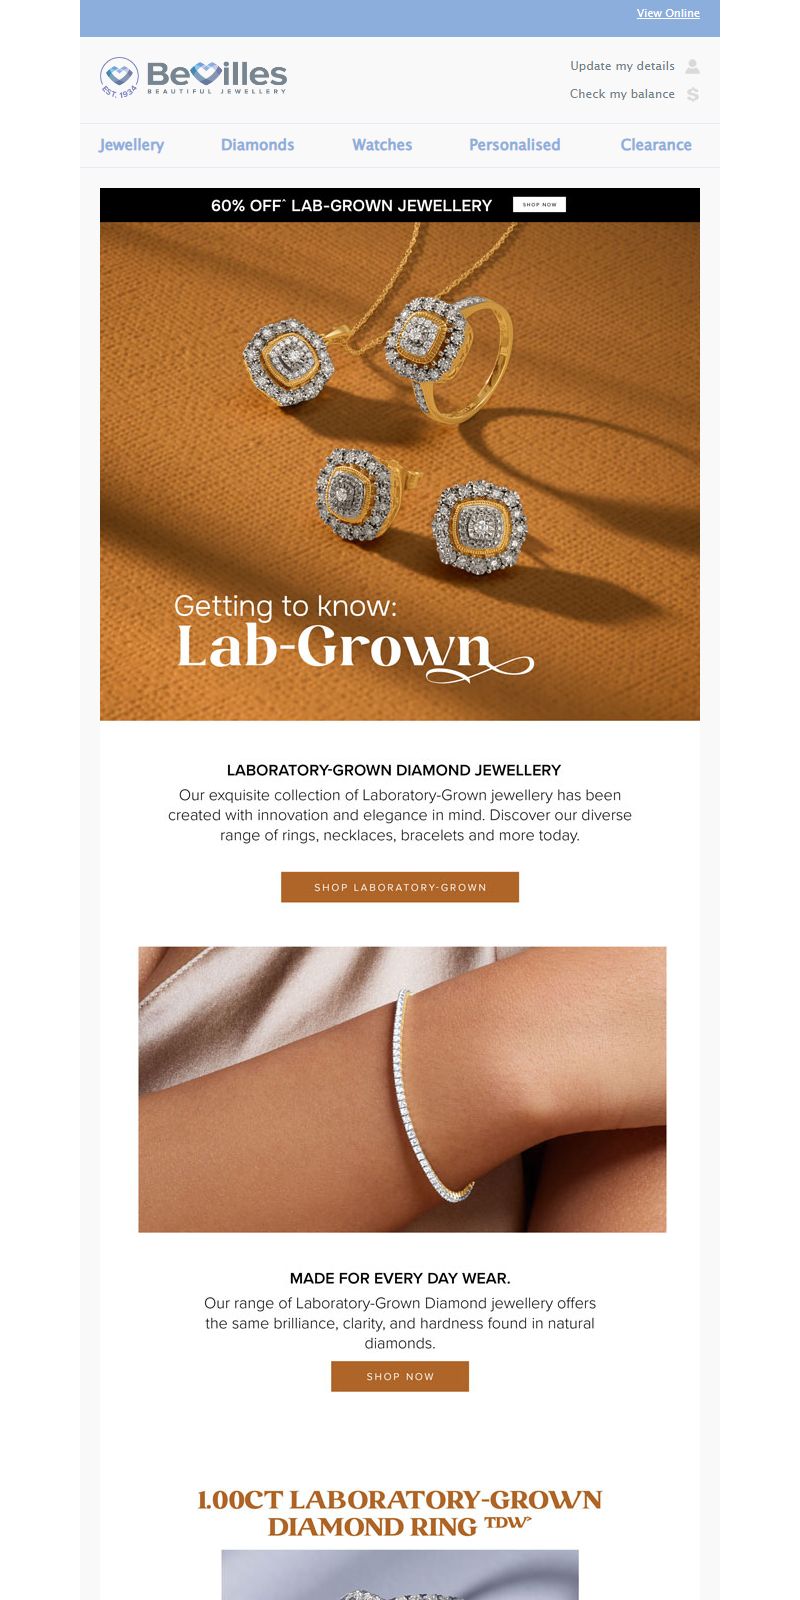 View Online
Bevilles
BEAUTIFUL JEWELLERY
EST. 1934
Update my details
Check my balance
Jewellery Diamonds Watches Personalised Clearance
60% OFF^ LAB-GROWN JEWELLERY SHOP NOW
Getting to know:
Lab-Grown
LABORATORY-GROWN DIAMOND JEWELLERY
Our exquisite collection of Laboratory-Grown jewellery has been
created with innovation and elegance in mind. Discover our diverse
range of rings, necklaces, bracelets and more today.
SHOP LABORATORY-GROWN
MADE FOR EVERY DAY WEAR.
Our range of Laboratory-Grown Diamond jewellery offers
the same brilliance, clarity, and hardness found in natural
diamonds.
SHOP NOW
1.00CT LABORATORY-GROWN
DIAMOND RING TDW>